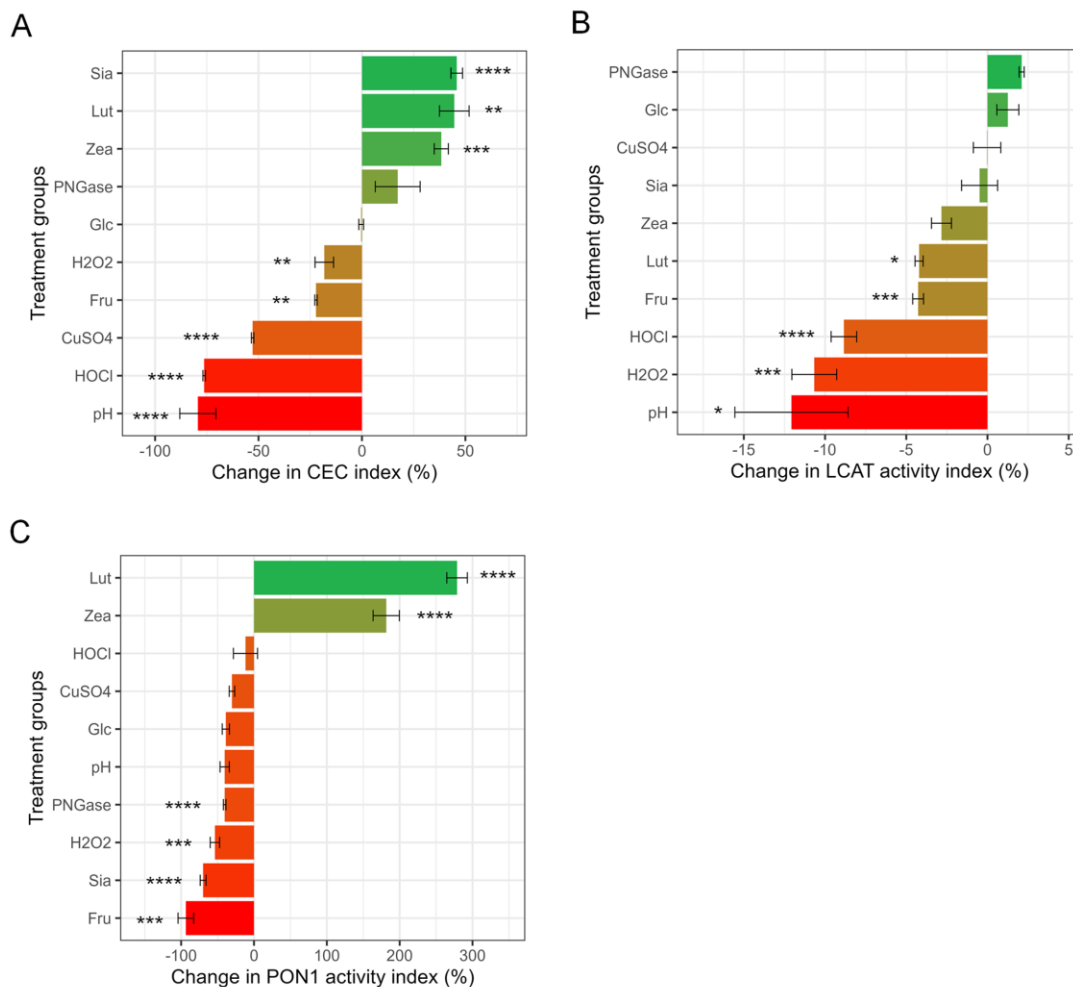 A
Sia
****
Lut
**
Zea
***
PNGase
Glc
H2O2
**
Fru
**
CuSO4
****
HOCl
****
pH
****
-100 -50 0 50
Change in CEC index (%)
Treatment groups
B
PNGase
Glc
CuSO4
Sia
Zea
Lut
*
Fru
***
HOCl
****
H2O2
***
pH
*
-15 -10 -5 0 5
Change in LCAT activity index (%)
Treatment groups
C
Lut
****
Zea
****
HOCl
CuSO4
Glc
pH
PNGase
****
H2O2
***
Sia
****
Fru
***
-100 0 100 200 300
Change in PON1 activity index (%)
Treatment groups